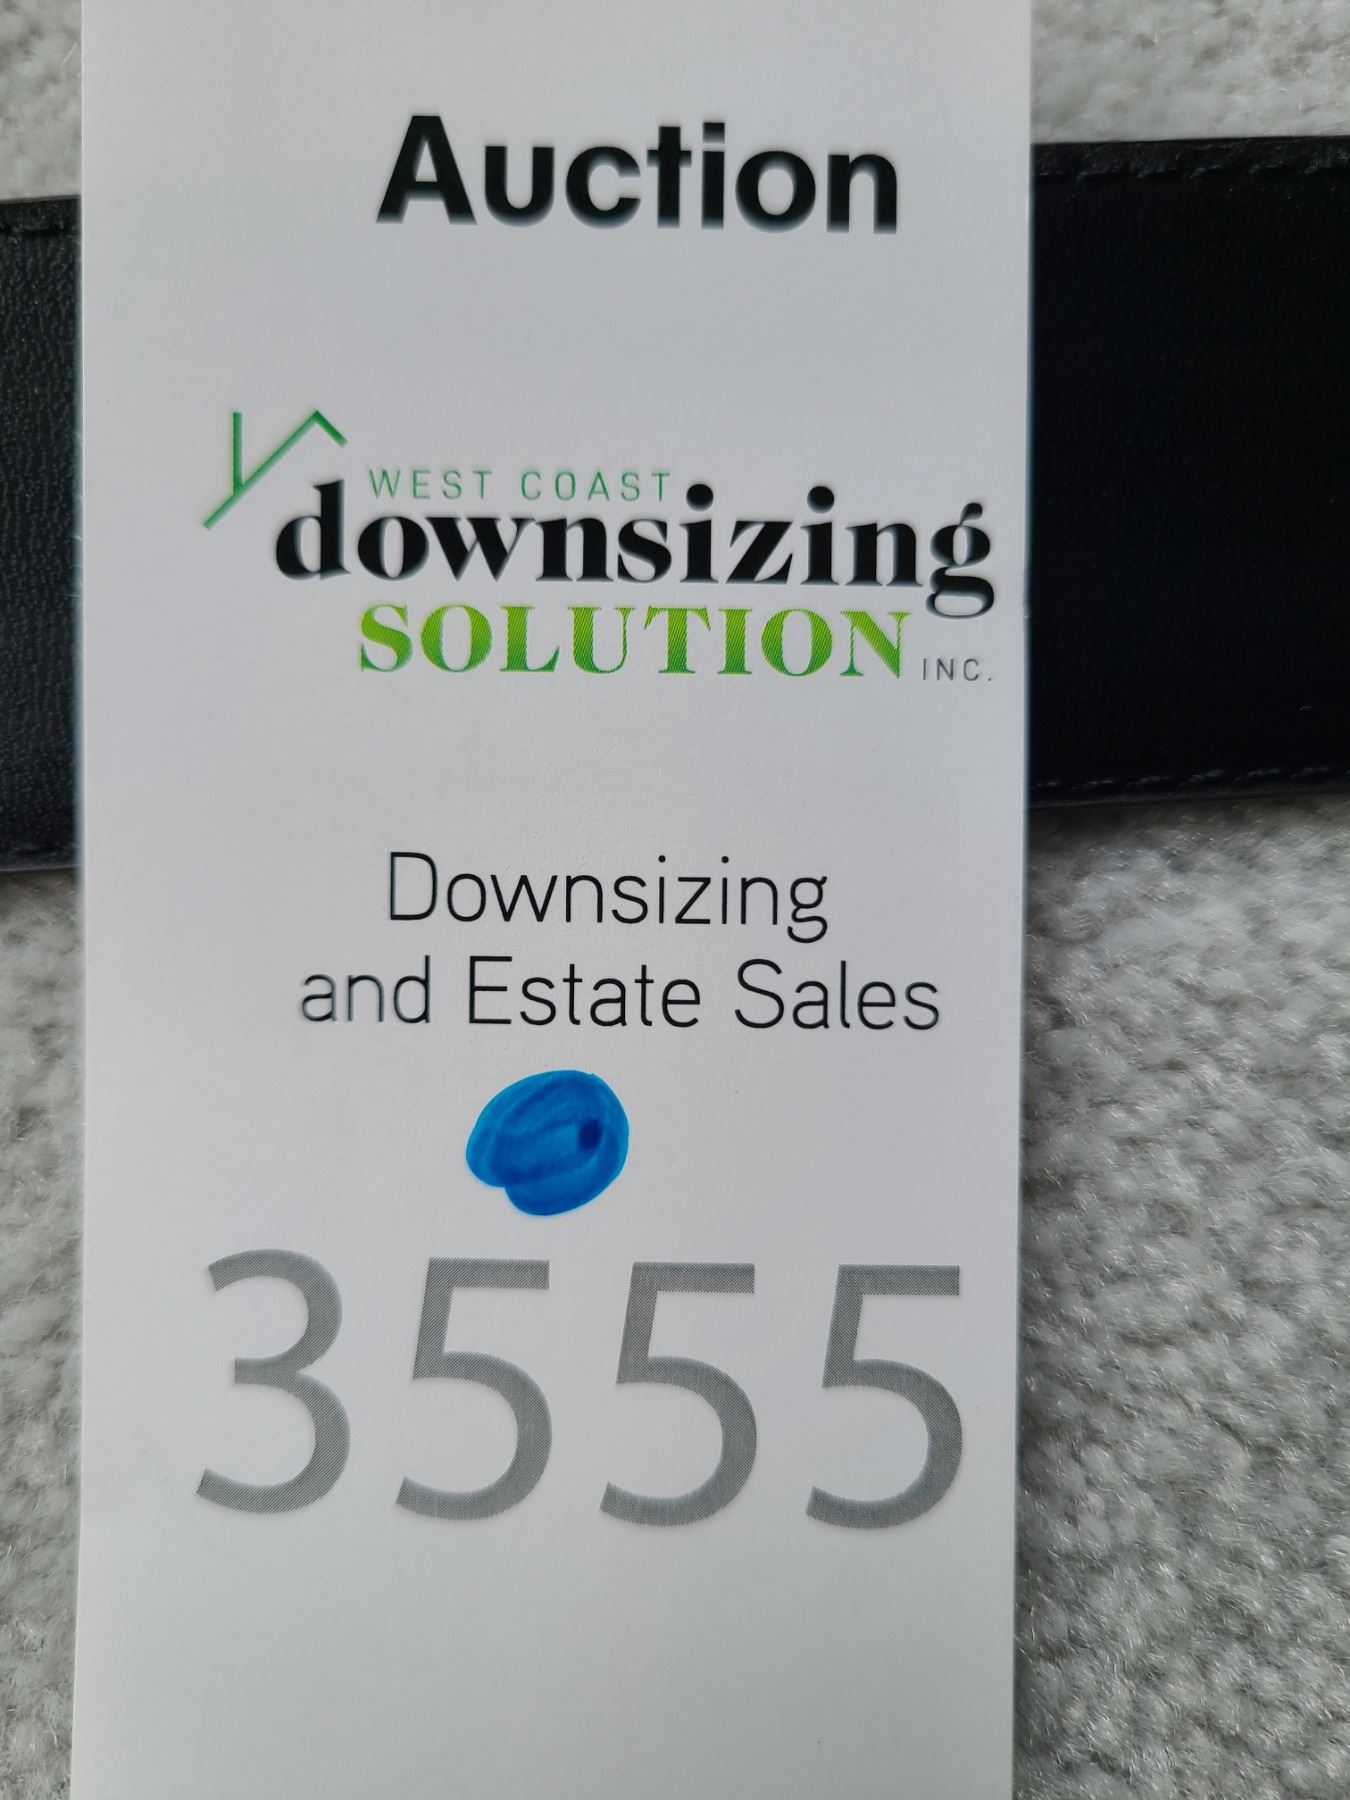 Auction
WEST COAST
downsizing
SOLUTION INC.
Downsizing
and Estate Sales
3555